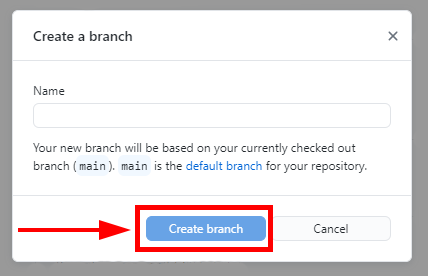 Create a branch
Name
Your new branch will be based on your currently checked out
branch (main). main is the default branch for your repository.
Create branch
Cancel